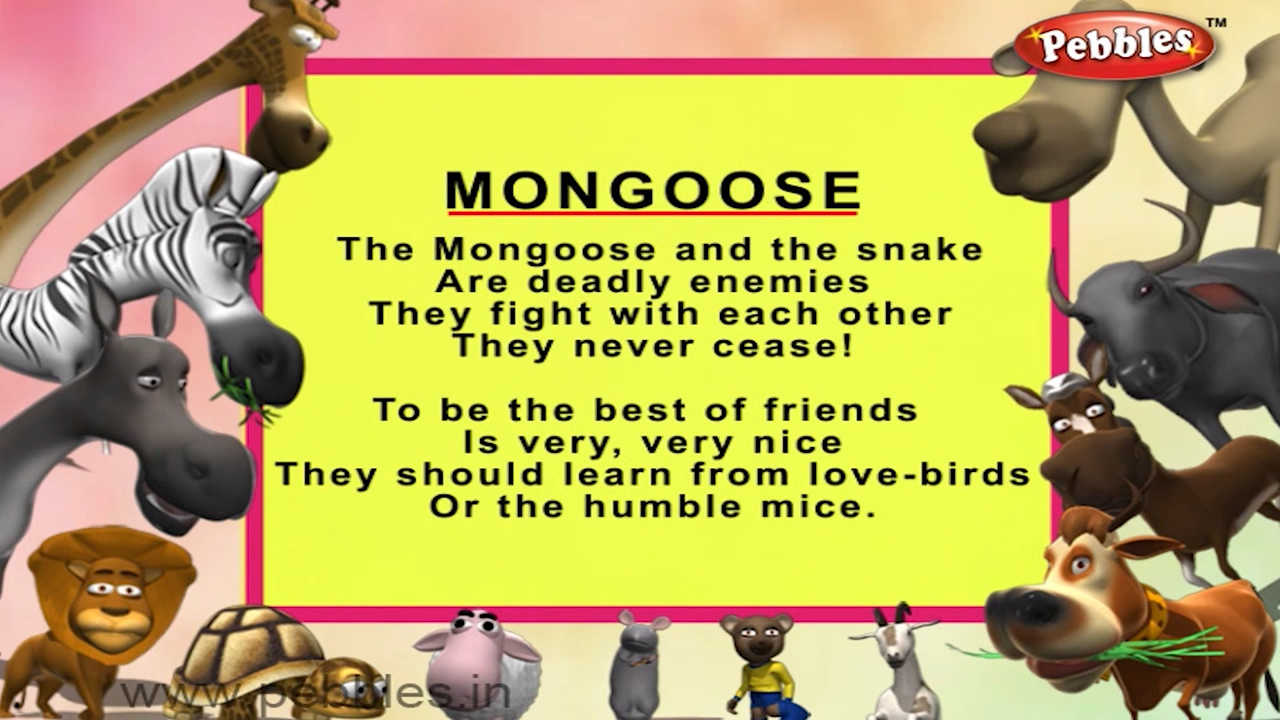 Pebbles™
MONGOOSE
The Mongoose and the snake
Are deadly enemies
They fight with each other
They never cease!
To be the best of friends
Is very, very nice
They should learn from love-birds
Or the humble mice.
www.pebbles.in